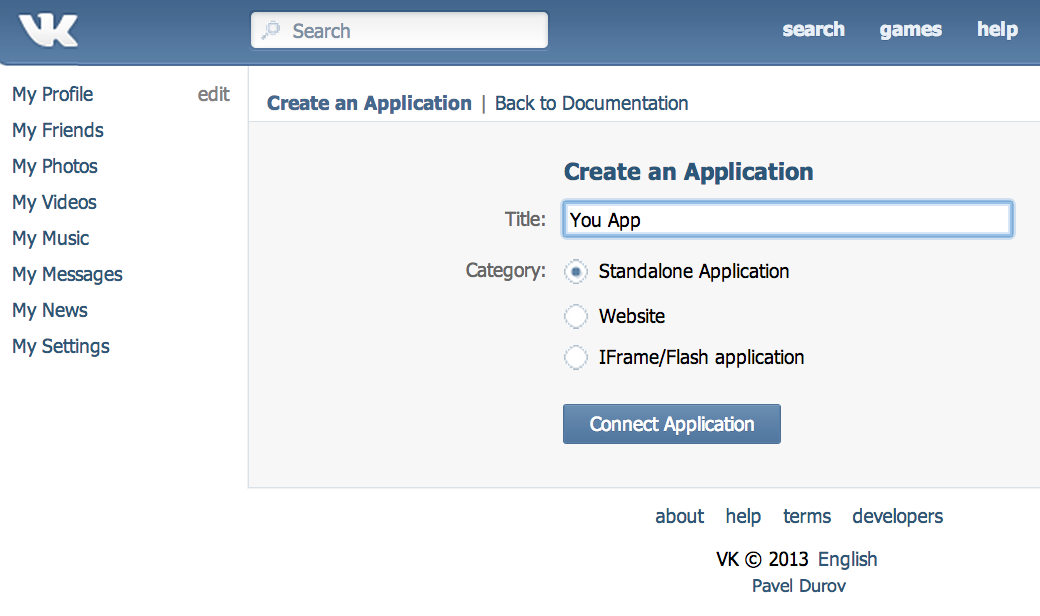 VK
Search
search games help
My Profile edit
My Friends
My Photos
My Videos
My Music
My Messages
My News
My Settings
Create an Application | Back to Documentation
Create an Application
Title: You App
Category: Standalone Application
Website
IFrame/Flash application
Connect Application
about help terms developers
VK © 2013 English
Pavel Durov